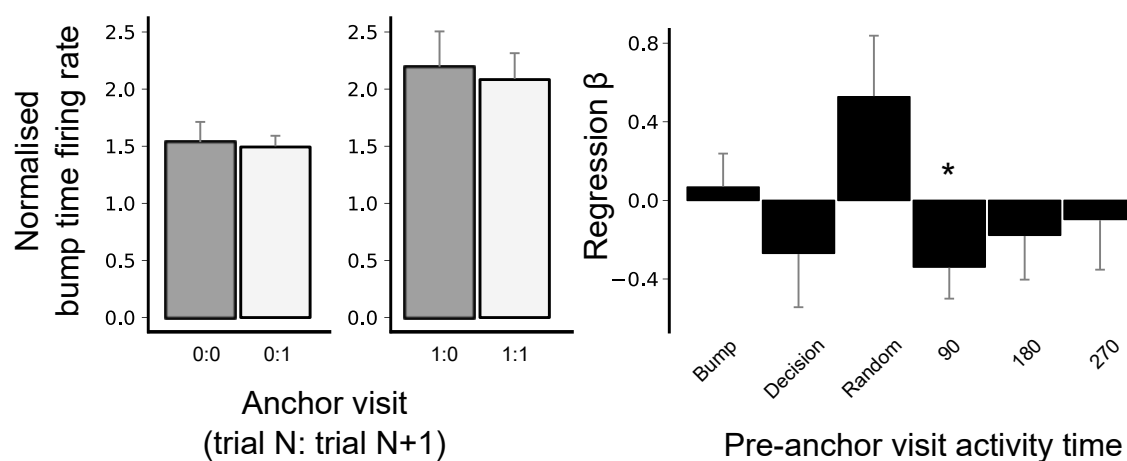 Normalised
bump time firing rate
2.5
2.0
1.5
1.0
0.5
0.0
0:0 0:1
2.5
2.0
1.5
1.0
0.5
0.0
1:0 1:1
Anchor visit
(trial N: trial N+1)
Regression β
0.8
0.4
0.0
−0.4
*
Bump
Decision
Random
90
180
270
Pre-anchor visit activity time